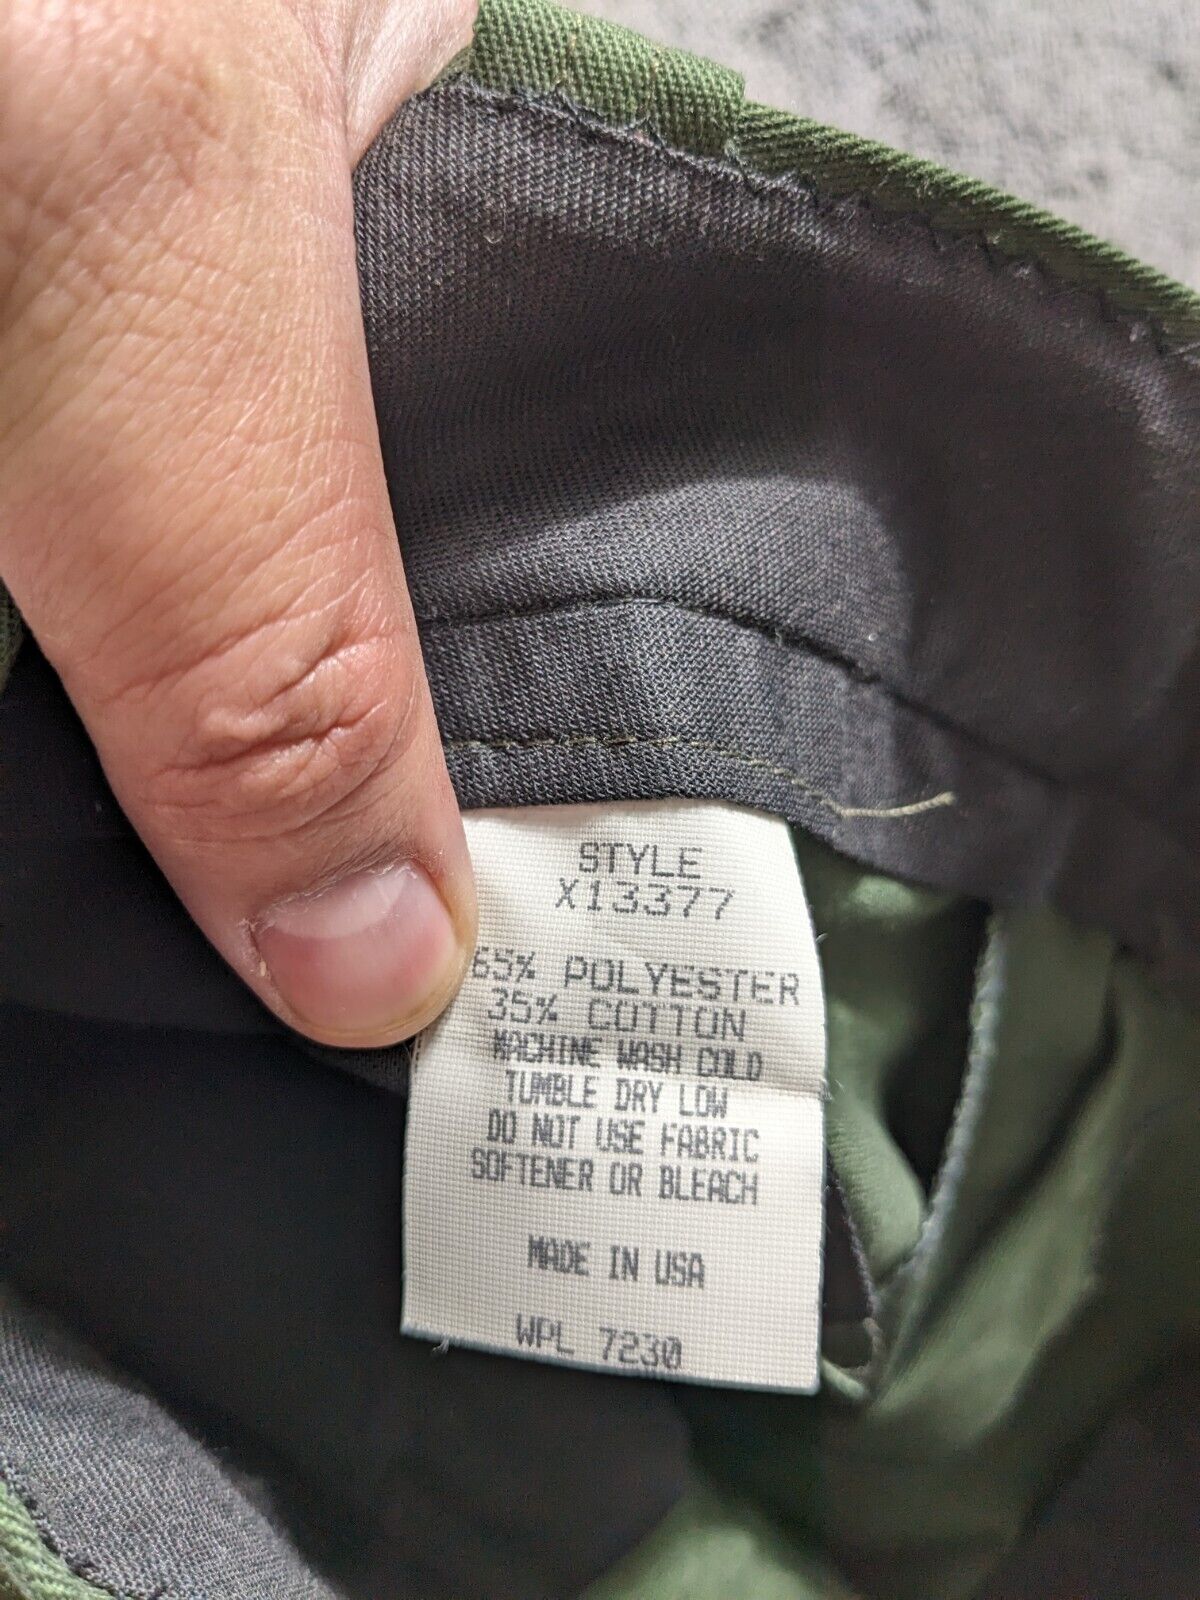 STYLE
X13377
65% POLYESTER
35% COTTON
MACHINE WASH COLD
TUMBLE DRY LOW
DO NOT USE FABRIC
SOFTENER OR BLEACH
MADE IN USA
WPL 7230